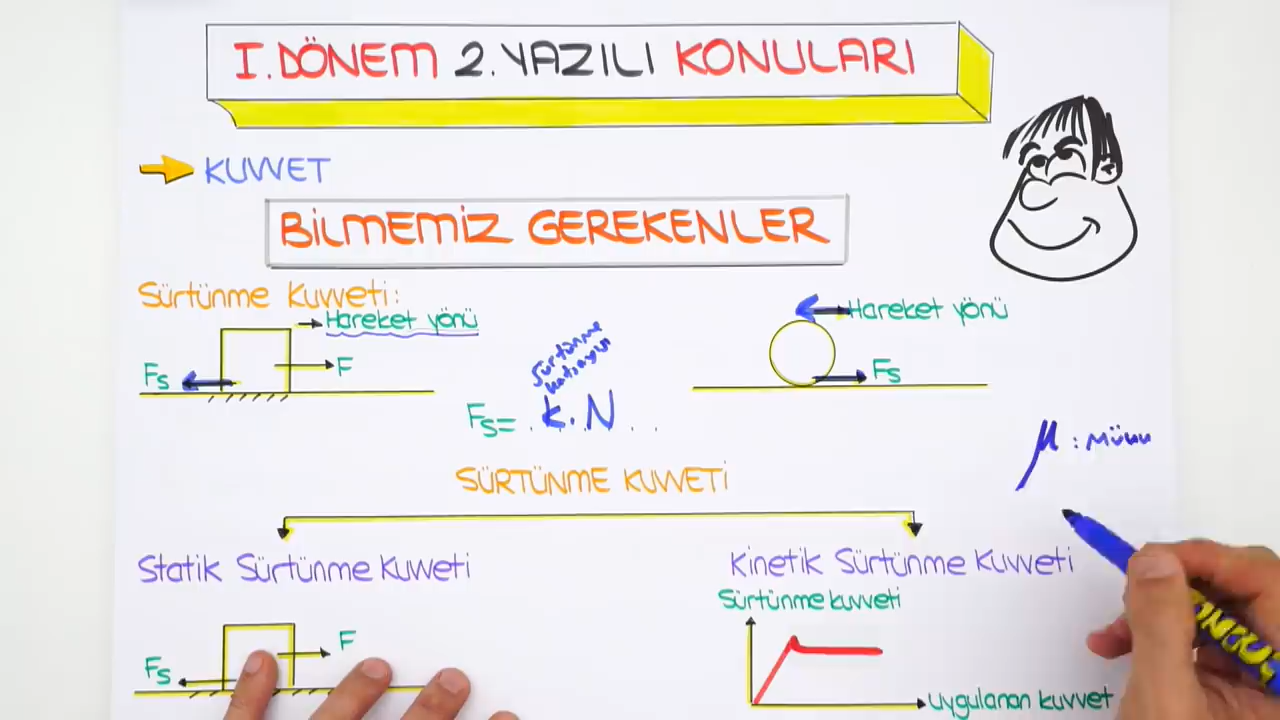 I. DÖNEM 2. YAZILI KONULARI
KUVVET
BİLMEMİZ GEREKENLER
Sürtünme Kuvveti:
Hareket yönü
F
Fs
Sürtünme
katsayısı
Fs = k.N
Hareket yönü
Fs
μ : Mü
SÜRTÜNME KUVVETİ
Statik Sürtünme Kuvveti
F
Fs
Kinetik Sürtünme Kuvveti
Sürtünme kuvveti
uygulanan kuvvet